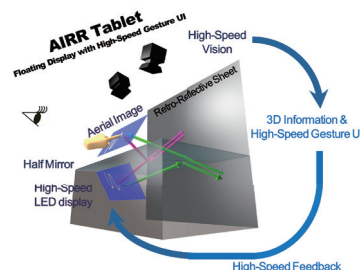 AIRR Tablet
Floating Display with High-Speed Gesture UI
High-Speed
Vision
Retro-Reflective Sheet
Aerial Image
3D Information &
High-Speed Gesture U
Half Mirror
High-Speed
LED display
High-Speed Feedback